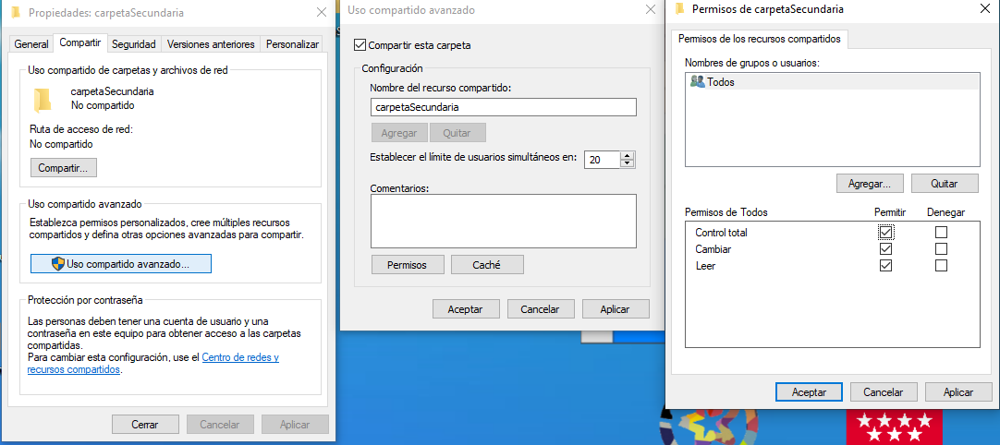 Propiedades: carpetaSecundaria
General
Compartir
Seguridad
Versiones anteriores
Personalizar
Uso compartido de carpetas y archivos de red
carpetaSecundaria
No compartido
Ruta de acceso de red:
No compartido
Compartir...
Uso compartido avanzado
Establezca permisos personalizados, cree múltiples recursos
compartidos y defina otras opciones avanzadas para compartir.
Uso compartido avanzado...
Protección por contraseña
Las personas deben tener una cuenta de usuario y una
contraseña en este equipo para obtener acceso a las carpetas
compartidas.
Para cambiar esta configuración, use el Centro de redes y
recursos compartidos.
Cerrar
Cancelar
Aplicar
Uso compartido avanzado
Compartir esta carpeta
Configuración
Nombre del recurso compartido:
carpetaSecundaria
Agregar
Quitar
Establecer el límite de usuarios simultáneos en:
20
Comentarios:
Permisos
Caché
Aceptar
Cancelar
Aplicar
Permisos de carpetaSecundaria
Permisos de los recursos compartidos
Nombres de grupos o usuarios:
Todos
Agregar...
Quitar
Permisos de Todos
Permitir
Denegar
Control total
Cambiar
Leer
Aceptar
Cancelar
Aplicar